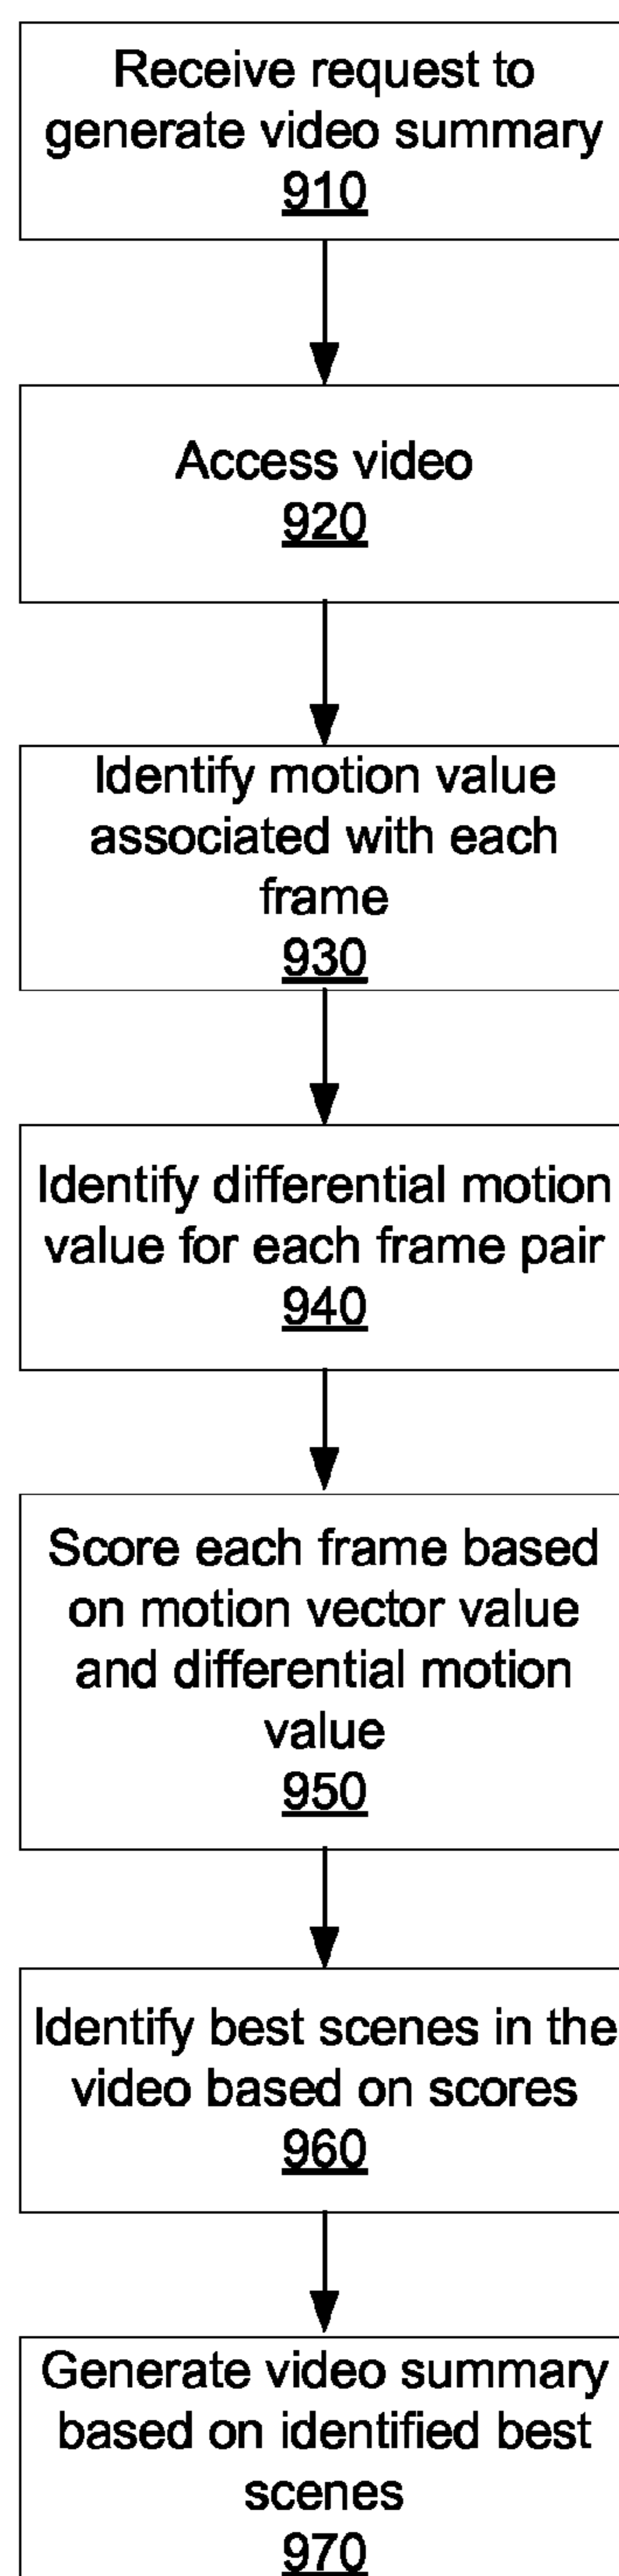 Receive request to
generate video summary
910
Access video
920
Identify motion value
associated with each
frame
930
Identify differential motion
value for each frame pair
940
Score each frame based
on motion vector value
and differential motion
value
950
Identify best scenes in the
video based on scores
960
Generate video summary
based on identified best
scenes
970